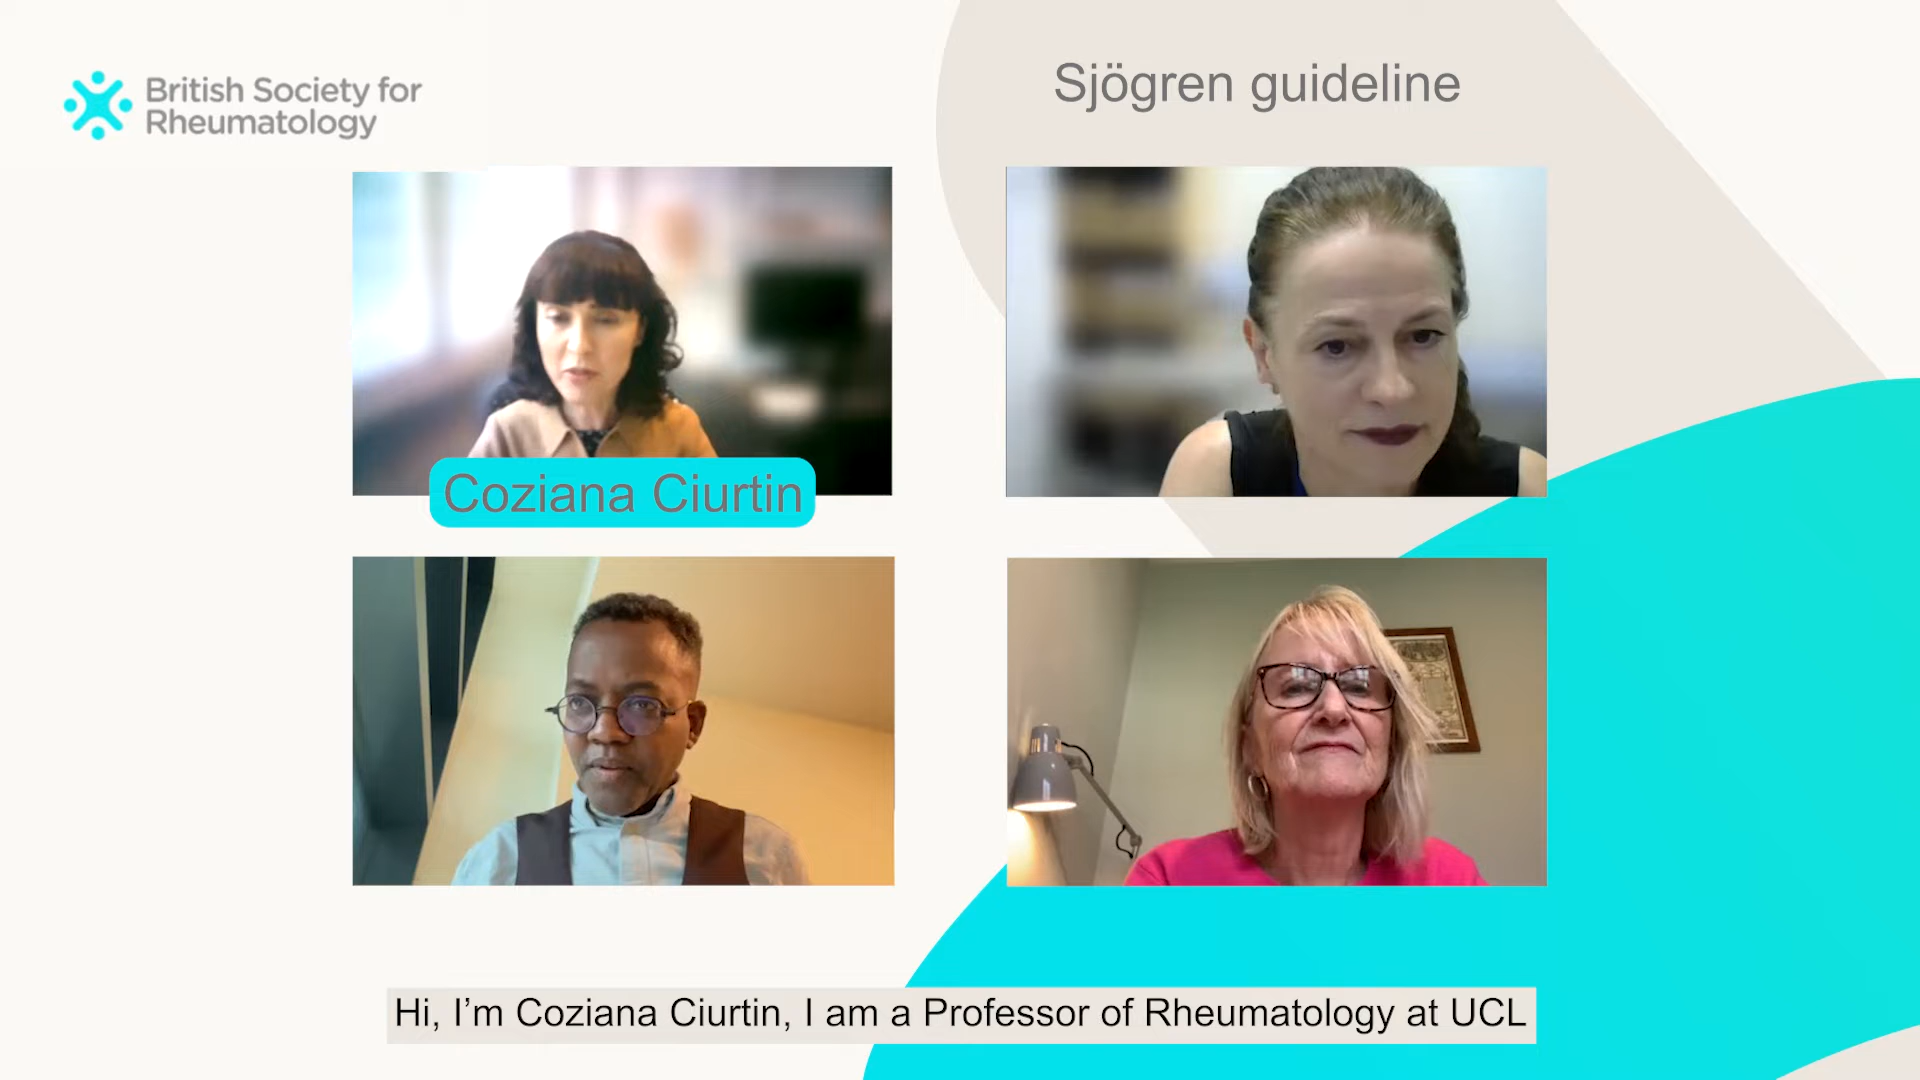 British Society for
Rheumatology
Sjögren guideline
Coziana Ciurtin
Hi, I’m Coziana Ciurtin, I am a Professor of Rheumatology at UCL